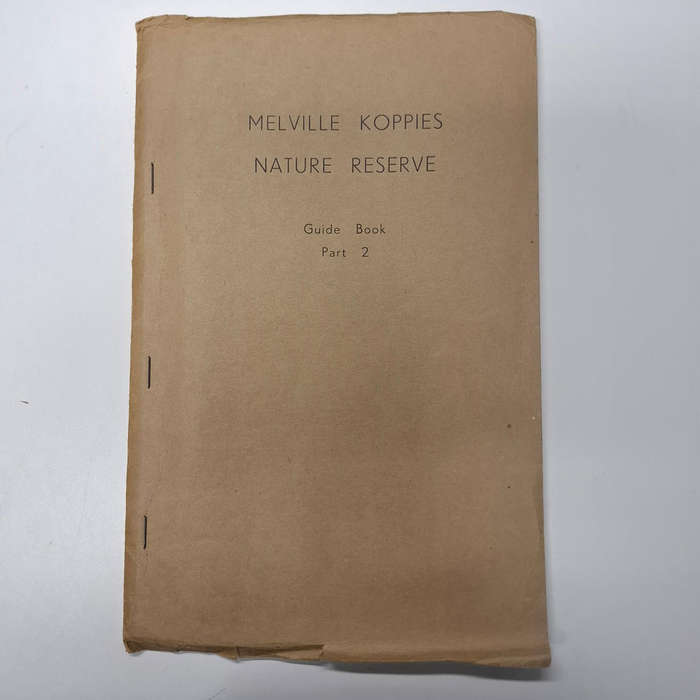 MELVILLE KOPPIES
NATURE RESERVE
Guide Book
Part 2